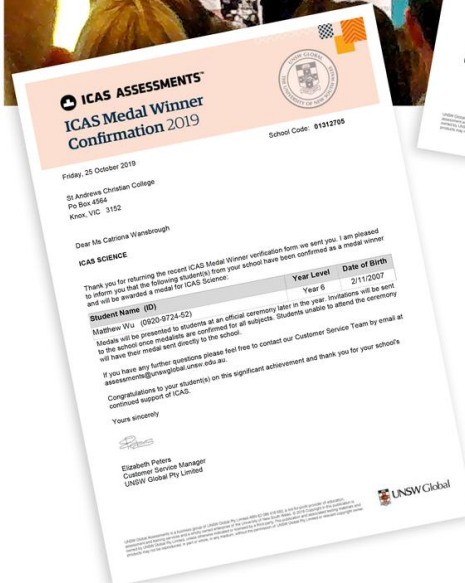 ICAS ASSESSMENTS™
ICAS Medal Winner
Confirmation 2019
School Code: 01312705
Friday, 25 October 2019
St Andrews Christian College
Po Box 4564
Knox, VIC 3152
Dear Ms Catriona Wansbrough
ICAS SCIENCE
Thank you for returning the recent ICAS Medal Winner verification form we sent you. I am pleased
to inform you that the following student(s) from your school have been confirmed as a medal winner
and will be awarded a medal for ICAS Science:
Student Name (ID) Year Level Date of Birth
Matthew Wu (0920-9724-52) Year 6 2/11/2007
Medals will be presented to students at an official ceremony later in the year. Invitations will be sent
to the school once medalists are confirmed for all subjects. Students unable to attend the ceremony
will have their medal sent directly to the school.
If you have any further questions please feel free to contact our Customer Service Team by email at
assessments@unswglobal.unsw.edu.au.
Congratulations to your student(s) on this significant achievement and thank you for your school's
continued support of ICAS.
Yours sincerely
Elizabeth Peters
Customer Service Manager
UNSW Global Pty Limited
UNSW Global